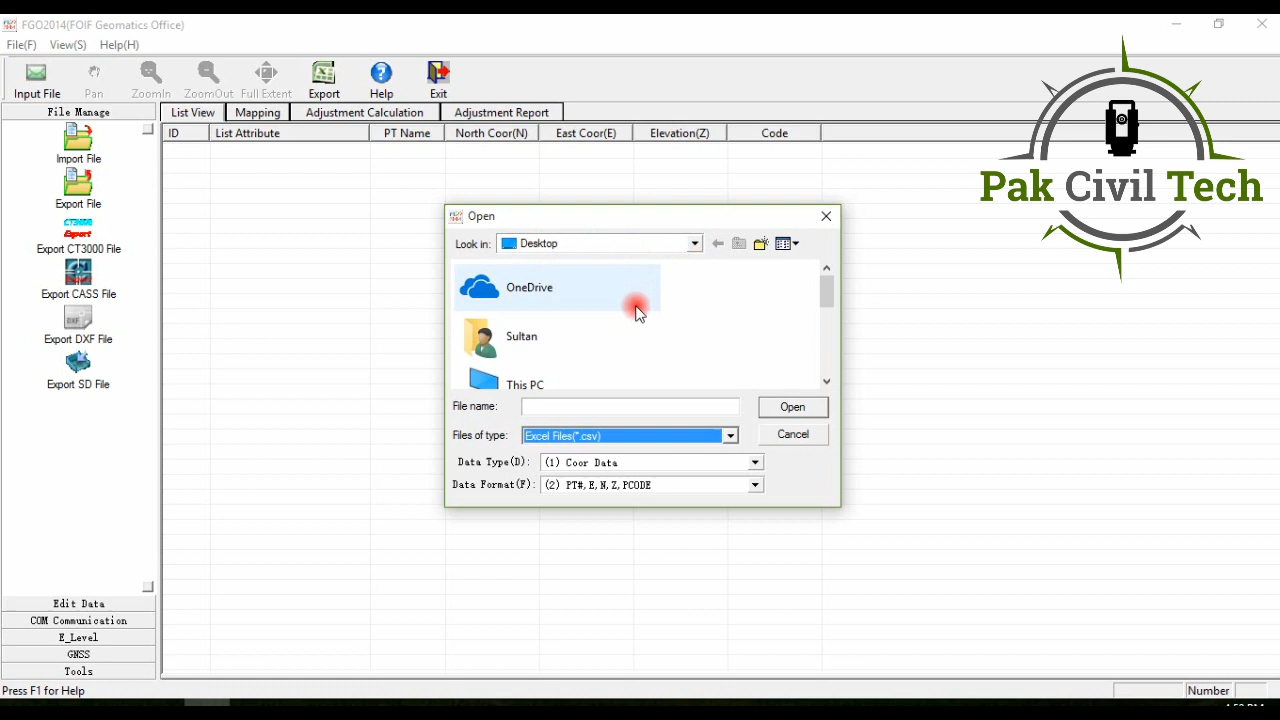 FGO2014(FOIF Geomatics Office)
File(F) View(S) Help(H)
Input File Pan ZoomIn ZoomOut Full Extent Export Help Exit
File Manage
List View Mapping Adjustment Calculation Adjustment Report
ID List Attribute PT Name North Coor(N) East Coor(E) Elevation(Z) Code
Import File
Export File
CT3000
Export
Export CT3000 File
Export CASS File
Export DXF File
Export SD File
Pak Civil Tech
Open
Look in: Desktop
OneDrive
Sultan
This PC
File name: Open
Files of type: Excel Files(*.csv) Cancel
Data Type(D): (1) Coor Data
Data Format(F): (2) PT#,E,N,Z,PCODE
Edit Data
COM Communication
E_Level
GNSS
Tools
Press F1 for Help Number